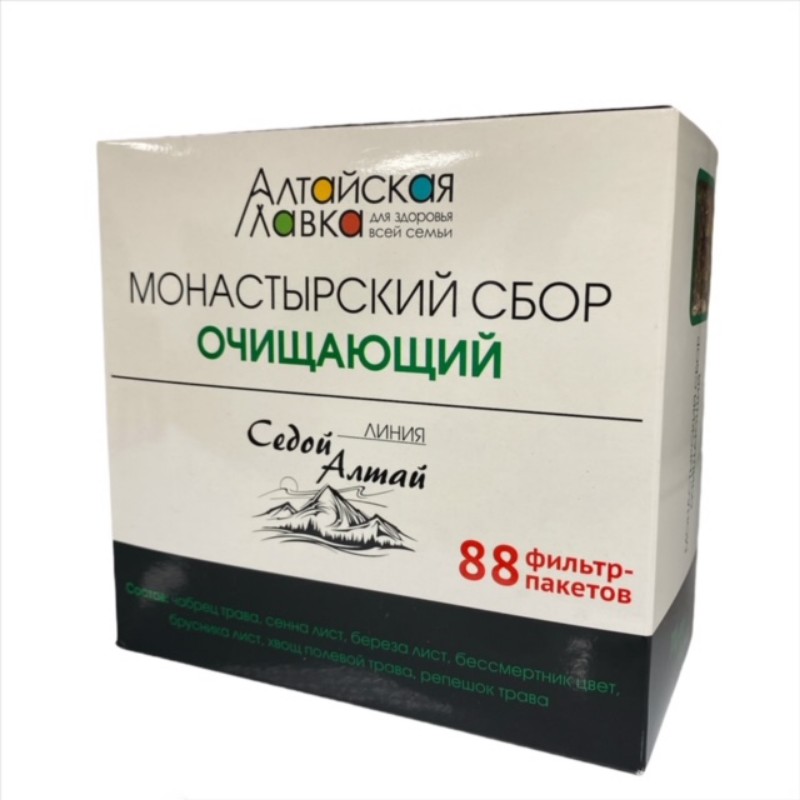 Алтайская
Лавка
для здоровья
всей семьи
МОНАСТЫРСКИЙ СБОР
ОЧИЩАЮЩИЙ
ЛИНИЯ
Седой
Алтай
88 фильтр-
пакетов
Состав: чабрец трава, сенна лист, береза лист, бессмертник цвет,
брусника лист, хвощ полевой трава, репешок трава